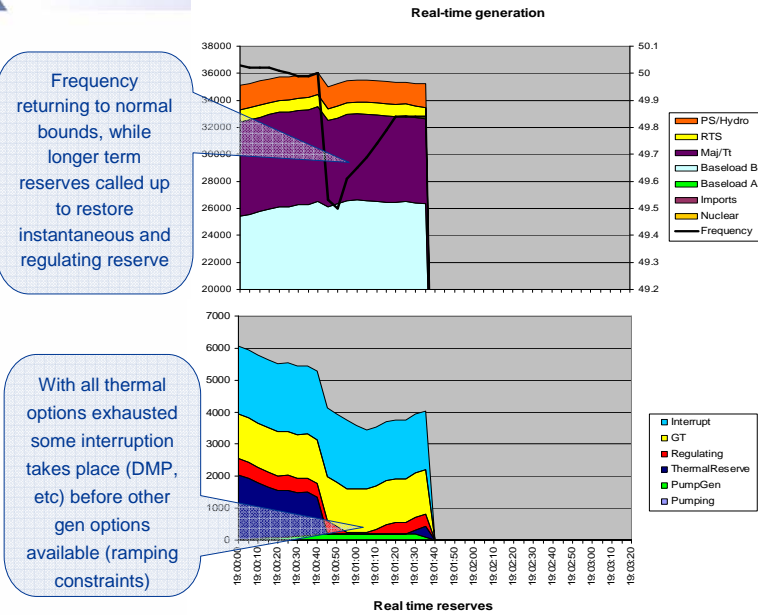 Real-time generation
Frequency
returning to normal
bounds, while
longer term
reserves called up
to restore
instantaneous and
regulating reserve
38000
36000
34000
32000
30000
28000
26000
24000
22000
20000
50.1
50
49.9
49.8
49.7
49.6
49.5
49.4
49.3
49.2
PS/Hydro
RTS
Maj/Tt
Baseload B
Baseload A
Imports
Nuclear
Frequency
With all thermal
options exhausted
some interruption
takes place (DMP,
etc) before other
gen options
available (ramping
constraints)
7000
6000
5000
4000
3000
2000
1000
0
Interrupt
GT
Regulating
ThermalReserve
PumpGen
Pumping
19:00:00
19:00:10
19:00:20
19:00:30
19:00:40
19:00:50
19:01:00
19:01:10
19:01:20
19:01:30
19:01:40
19:01:50
19:02:00
19:02:10
19:02:20
19:02:30
19:02:40
19:02:50
19:03:00
19:03:10
19:03:20
Real time reserves